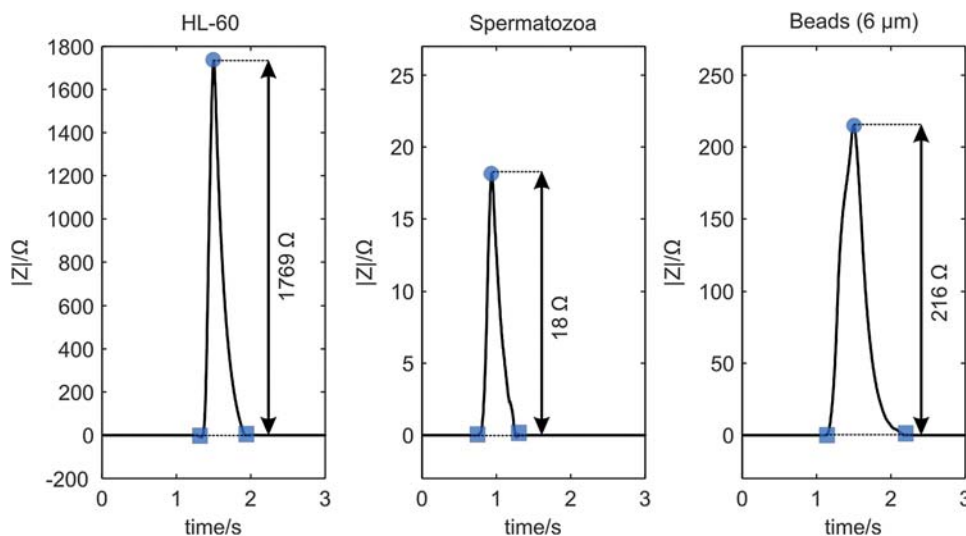 HL-60
1800
1600
1400
1200
1000
800
600
400
200
0
-200
|Z|/Ω
1769 Ω
0 1 2 3
time/s
Spermatozoa
25
20
15
10
5
0
|Z|/Ω
18 Ω
0 1 2 3
time/s
Beads (6 µm)
250
200
150
100
50
0
|Z|/Ω
216 Ω
0 1 2 3
time/s